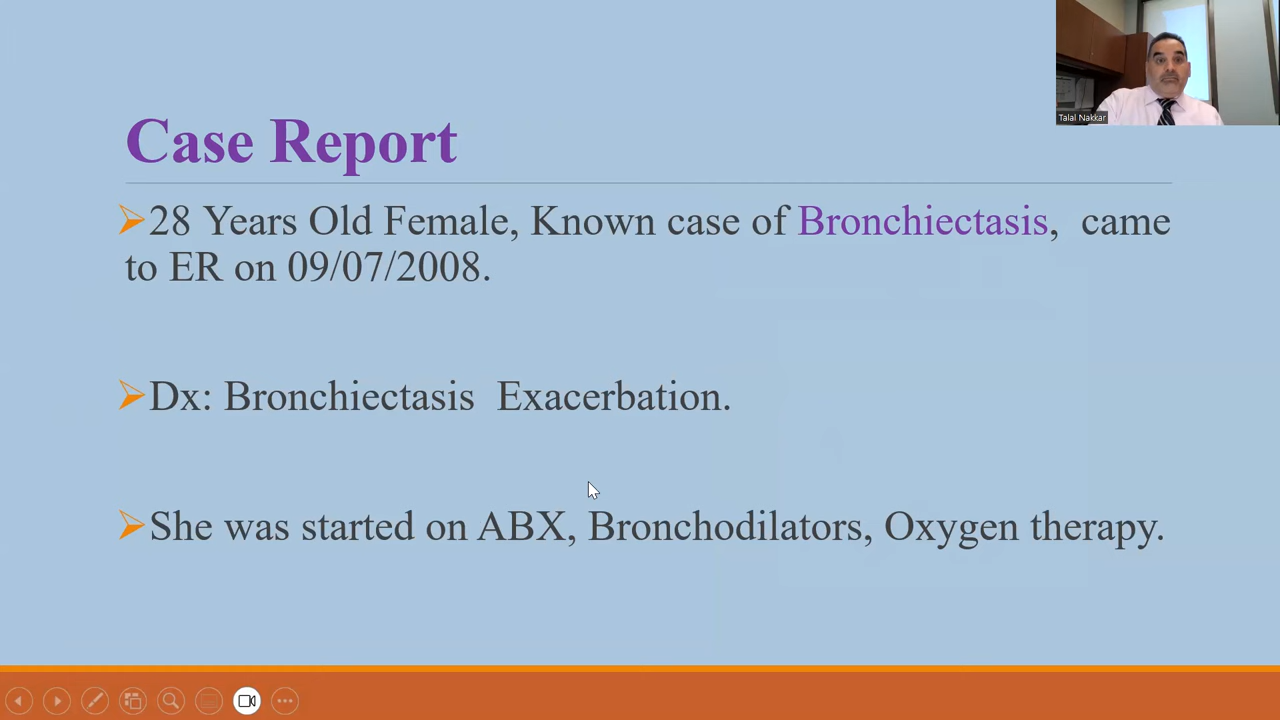 Talal Nakkar
Case Report
28 Years Old Female, Known case of Bronchiectasis, came
to ER on 09/07/2008.
Dx: Bronchiectasis Exacerbation.
She was started on ABX, Bronchodilators, Oxygen therapy.